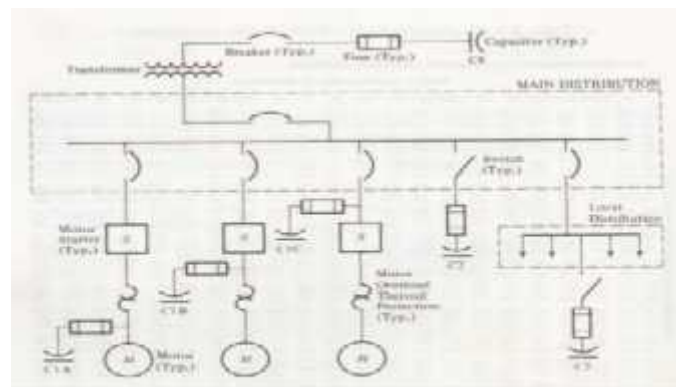 Breaker (Typ.)
Fuse (Typ.)
Capacitor (Typ.)
Transformer
MAIN DISTRIBUTION
Switch
(Typ.)
Local
Distribution
Motor
Starter
(Typ.)
C1C
C2
C1B
Motor
Overload
Thermal
Protection
(Typ.)
C1A
M
Motor
(Typ.)
M
M
C3